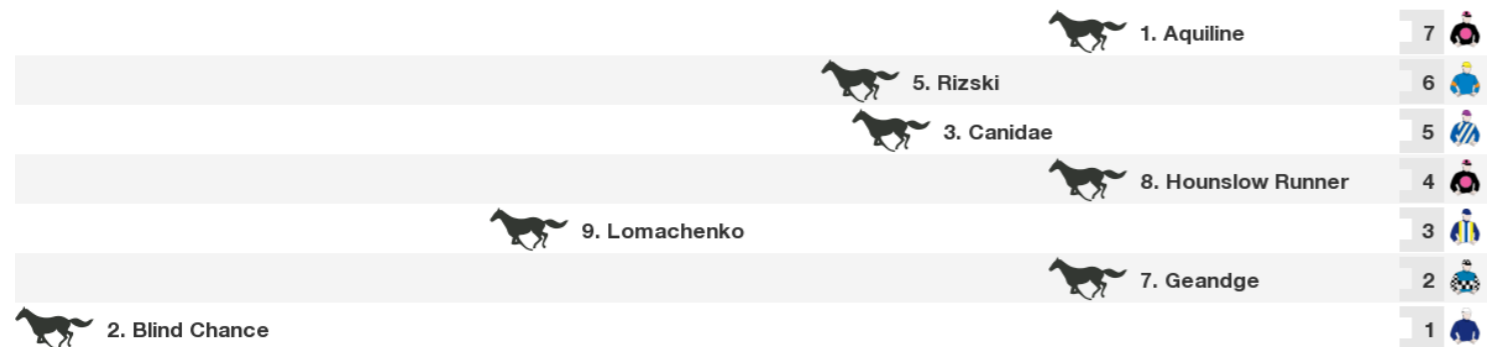 1. Aquiline 7
5. Rizski 6
3. Canidae 5
8. Hounslow Runner 4
9. Lomachenko 3
7. Geandge 2
2. Blind Chance 1